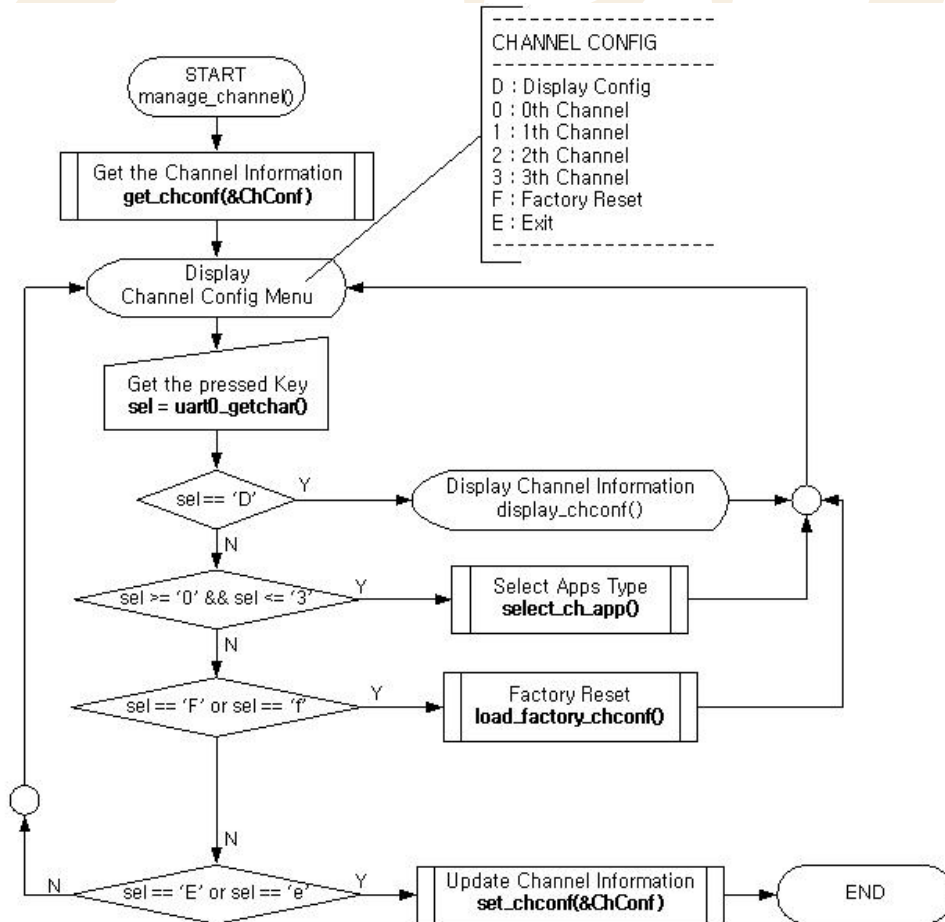 START
manage_channel()
Get the Channel Information
get_chconf(&ChConf)
Display
Channel Config Menu
--------------------
CHANNEL CONFIG
--------------------
D : Display Config
0 : 0th Channel
1 : 1th Channel
2 : 2th Channel
3 : 3th Channel
F : Factory Reset
E : Exit
--------------------
Get the pressed Key
sel = uart0_getchar()
sel == 'D'
Y
Display Channel Information
display_chconf()
N
sel >= '0' && sel <= '3'
Y
Select Apps Type
select_ch_app()
N
sel == 'F' or sel == 'f'
Y
Factory Reset
load_factory_chconf()
N
N
sel == 'E' or sel == 'e'
Y
Update Channel Information
set_chconf(&ChConf)
END